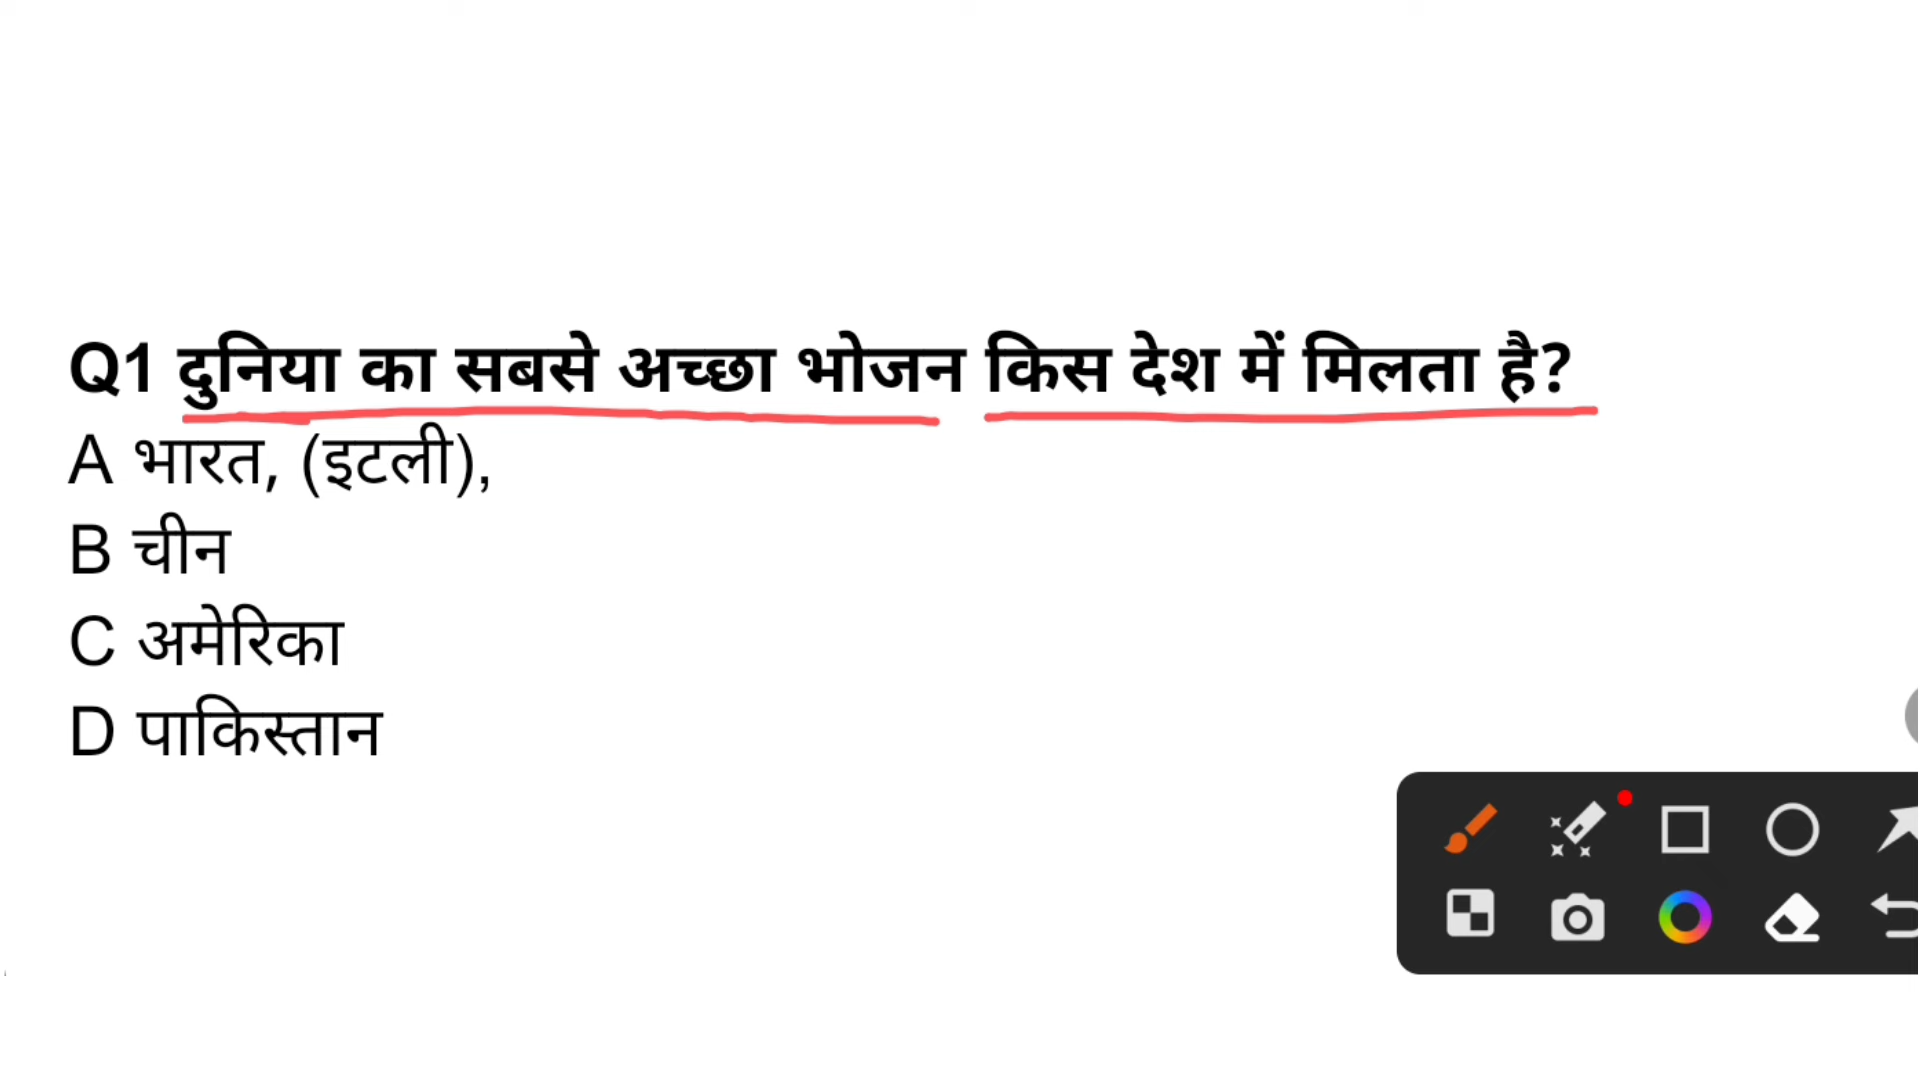 Q1 दुनिया का सबसे अच्छा भोजन किस देश में मिलता है?
A भारत, (इटली),
B चीन
C अमेरिका
D पाकिस्तान